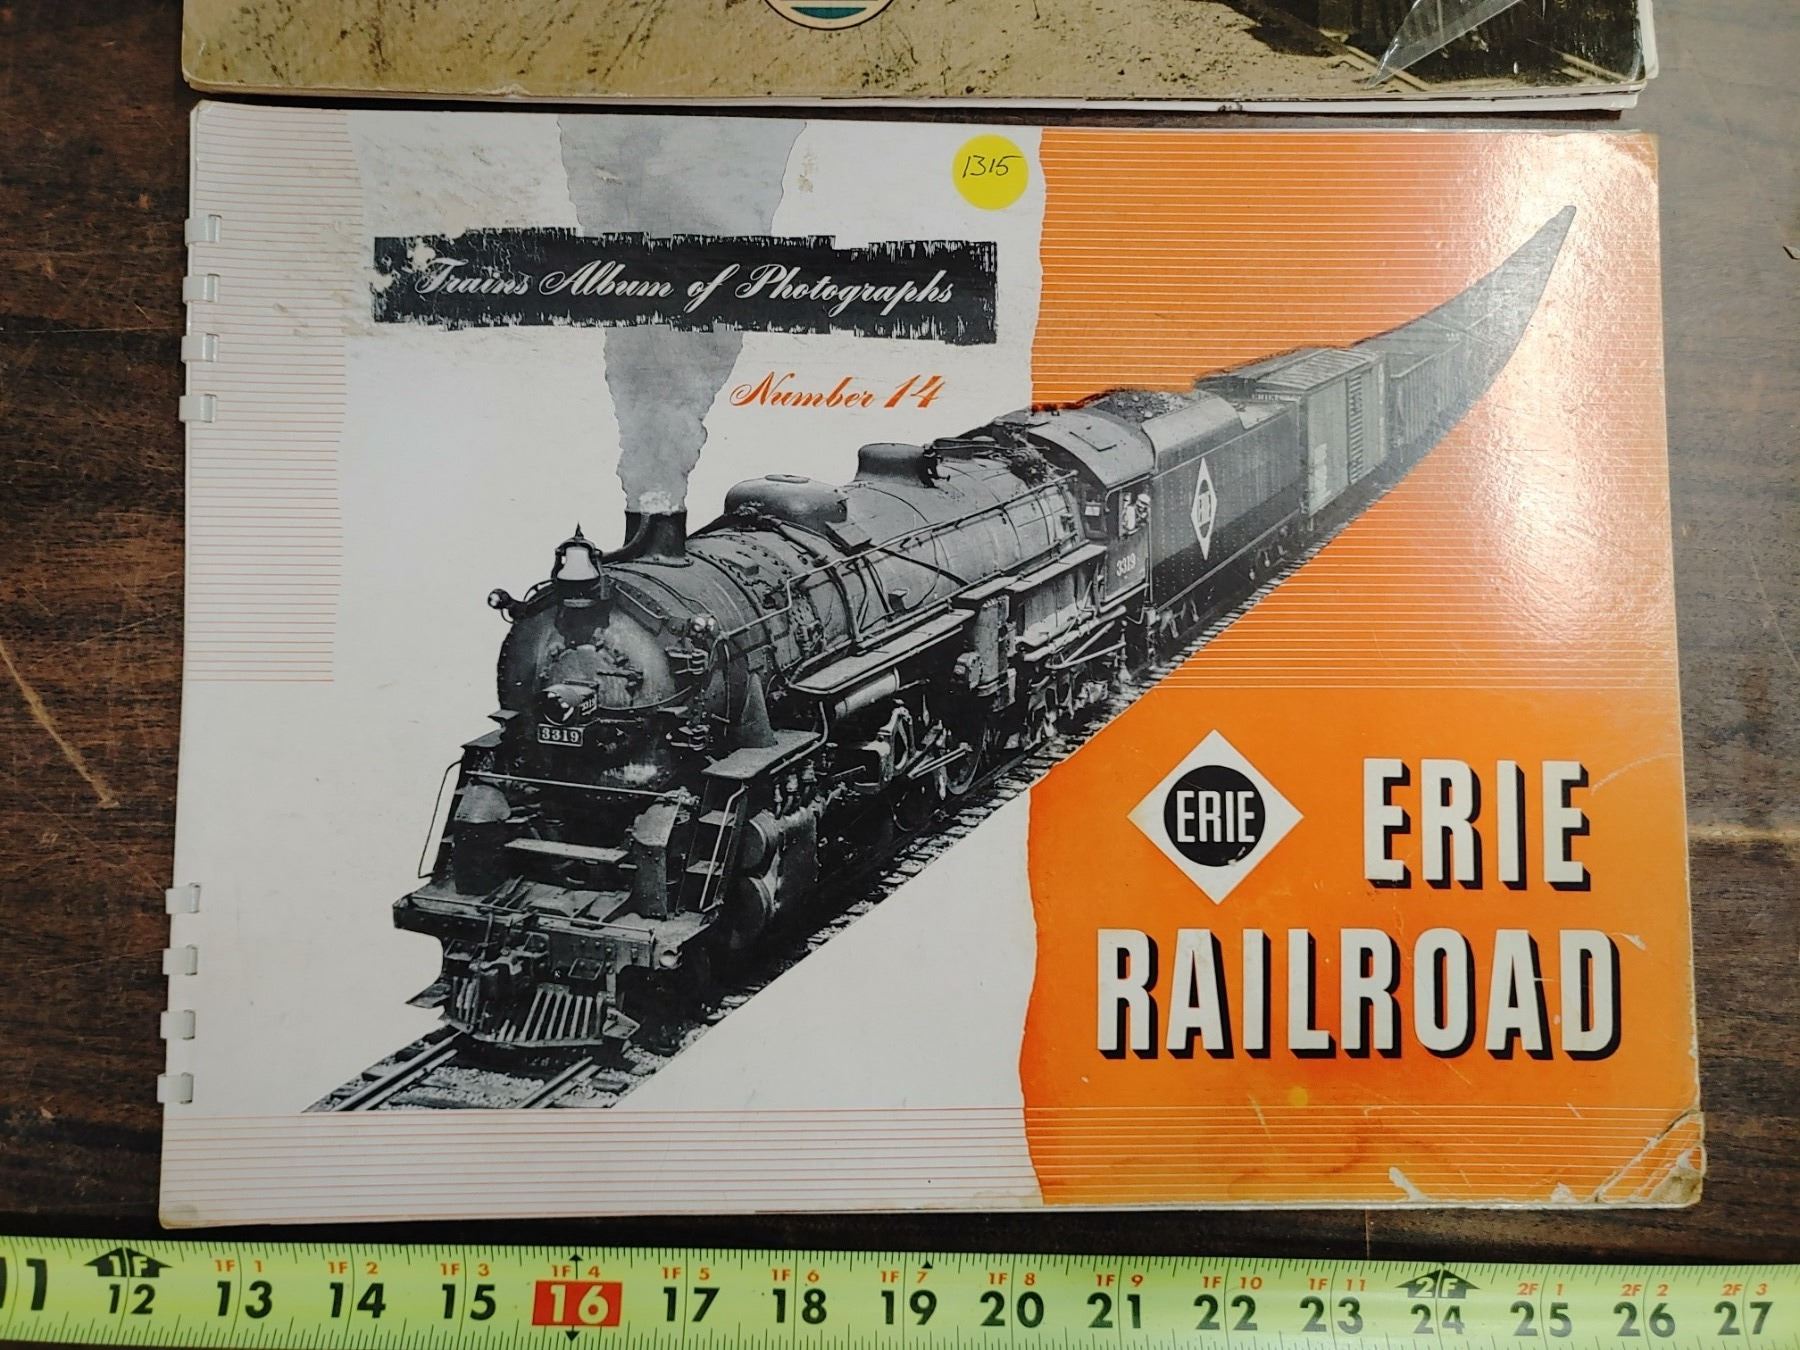 1315
Trains Album of Photographs
Number 14
3319
3319
ERIE
ERIE
RAILROAD
1F 1F 1 1F 2 1F 3 1F 4 1F 5 1F 6 1F 7 1F 8 1F 9 1F 10 1F 11 2F 2F 1 2F 2 2F 3
11 12 13 14 15 16 17 18 19 20 21 22 23 24 25 26 27